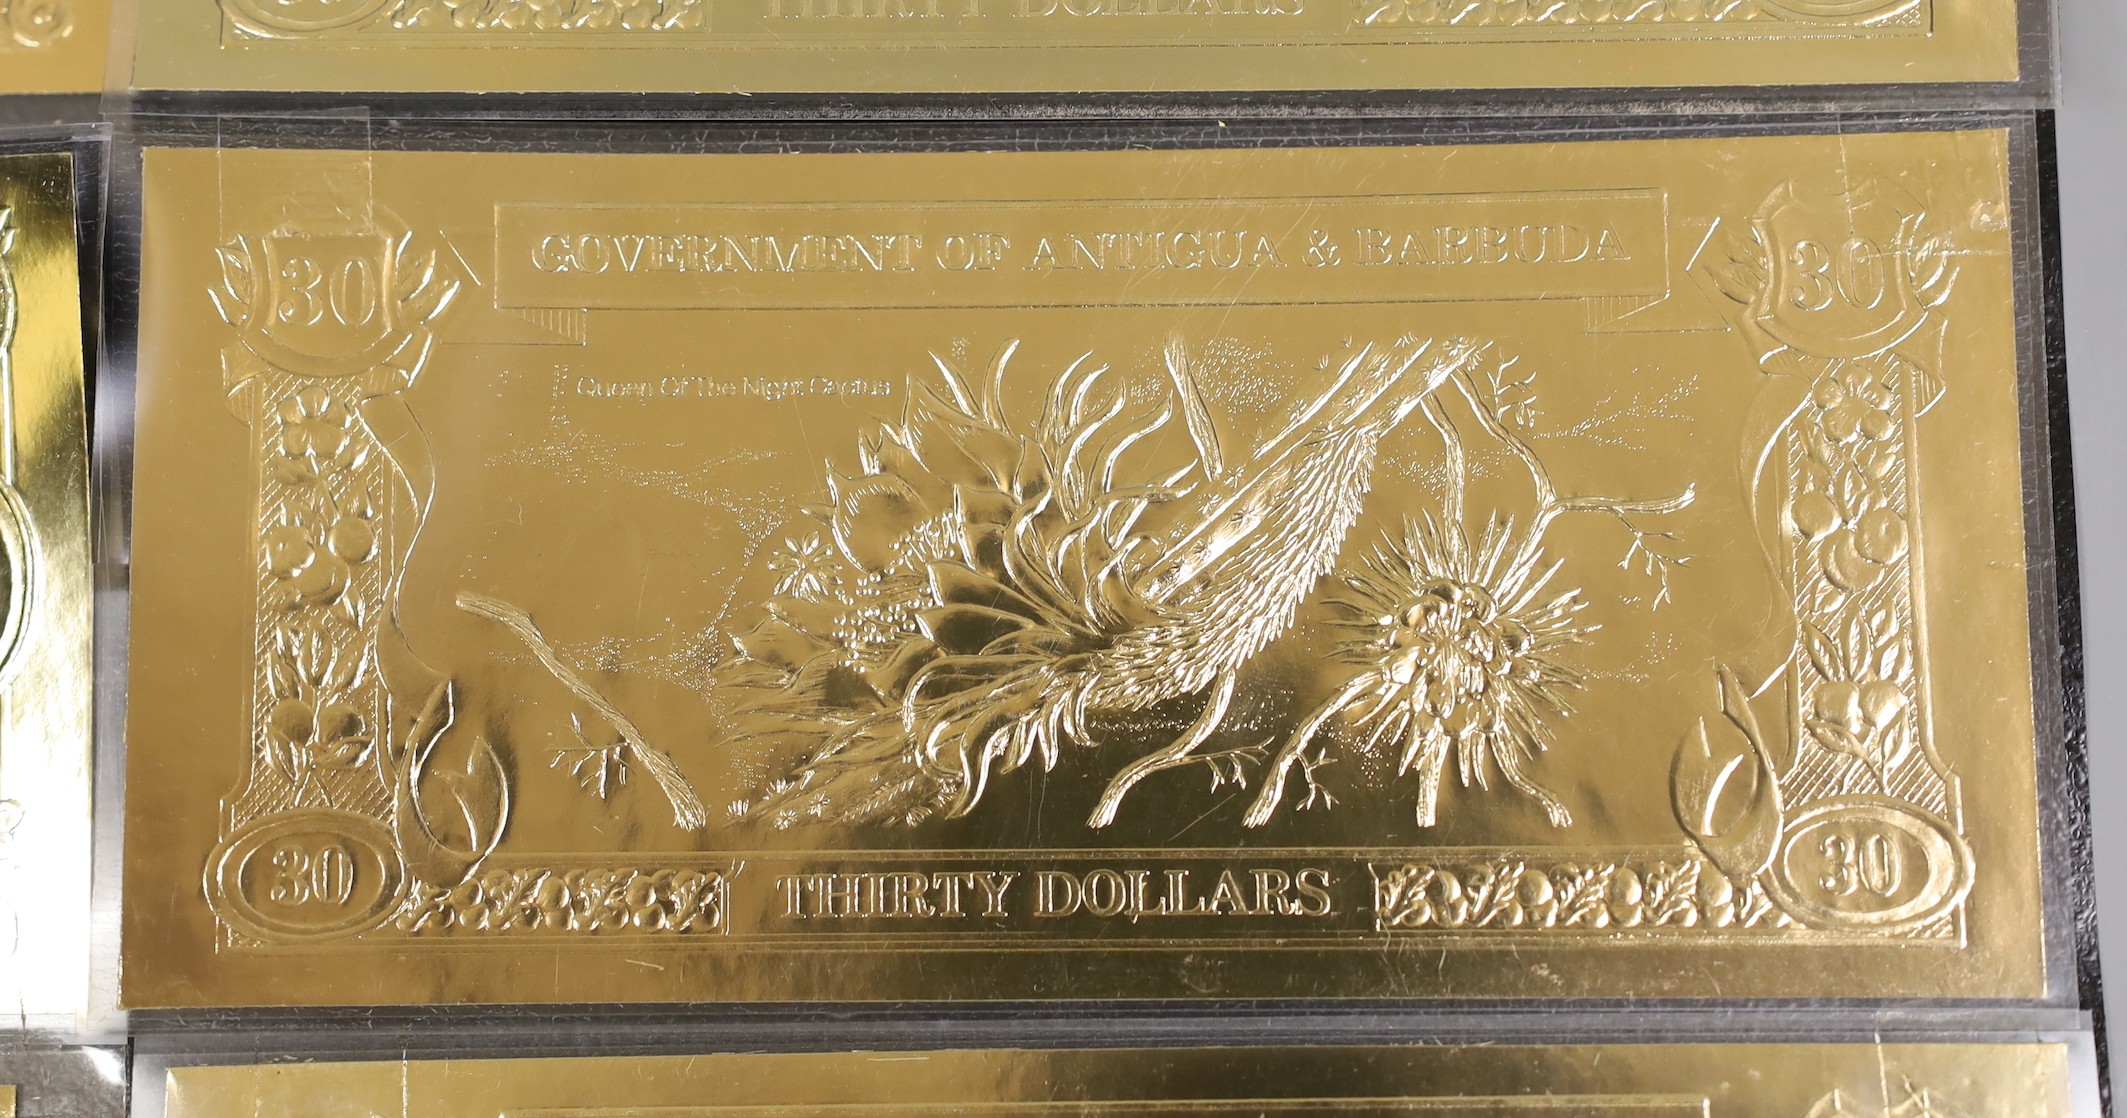 THIRTY DOLLARS
30 GOVERNMENT OF ANTIGUA & BARBUDA 30
Queen Of The Night Cactus
30 THIRTY DOLLARS 30